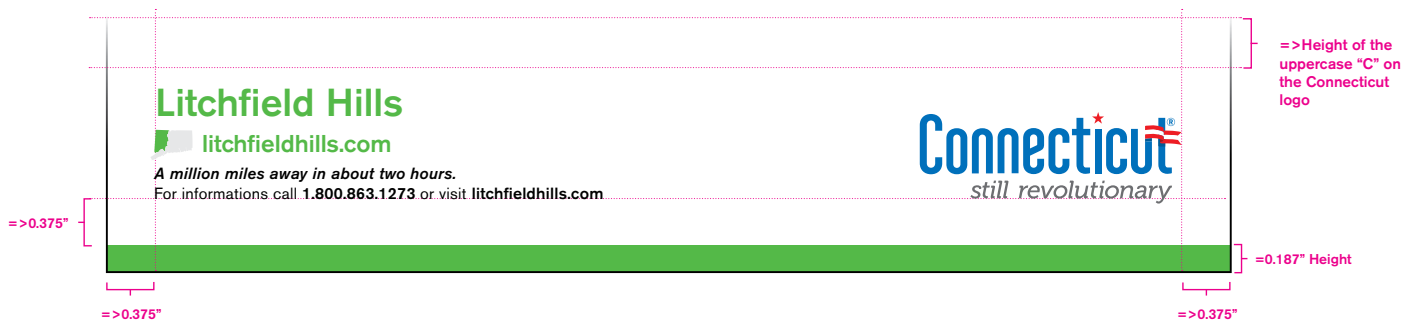 =>Height of the
uppercase “C” on
the Connecticut
logo
Litchfield Hills
litchfieldhills.com
A million miles away in about two hours.
For informations call 1.800.863.1273 or visit litchfieldhills.com
Connecticut®
still revolutionary
=>0.375”
=0.187” Height
=>0.375”
=>0.375”